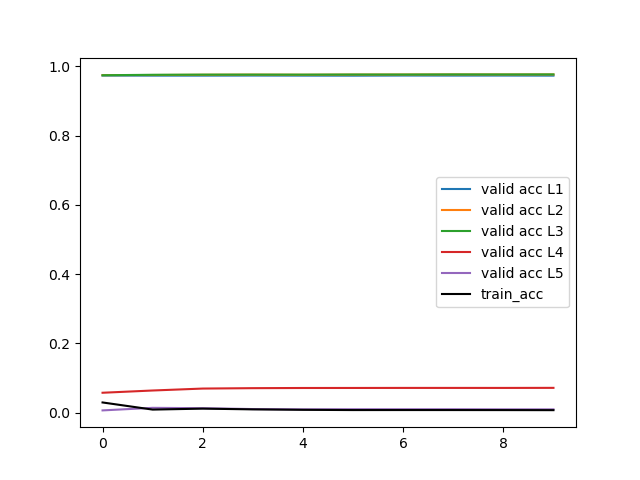 1.0
0.8
0.6
0.4
0.2
0.0
0 2 4 6 8
valid acc L1
valid acc L2
valid acc L3
valid acc L4
valid acc L5
train_acc